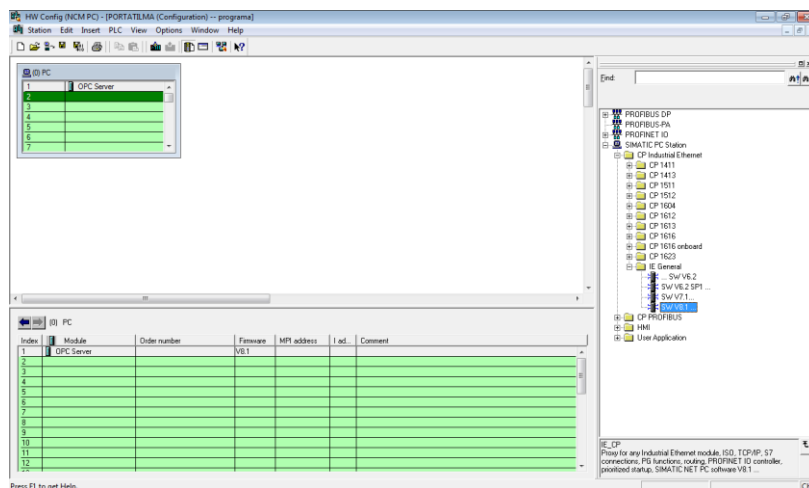 HW Config (NCM PC) - [PORTATILMA (Configuration) -- programa]
Station Edit Insert PLC View Options Window Help
(0) PC
1 OPC Server
2
3
4
5
6
7
Find:
PROFIBUS DP
PROFIBUS-PA
PROFINET IO
SIMATIC PC Station
CP Industrial Ethernet
CP 1411
CP 1413
CP 1511
CP 1512
CP 1604
CP 1612
CP 1613
CP 1616
CP 1616 onboard
CP 1623
IE General
... SW V6.2
SW V6.2 SP1 ...
SW V7.1...
SW V8.1 ...
CP PROFIBUS
HMI
User Application
(0) PC
Index Module Order number Firmware MPI address I ad... Comment
1 OPC Server V8.1
2
3
4
5
6
7
8
9
10
11
12
IE_CP
Proxy for any Industrial Ethernet module, ISO, TCP/IP, S7
connections, PG functions, routing, PROFINET IO controller,
prioritized startup, SIMATIC NET PC software V8.1 ...
Press F1 to get Help.